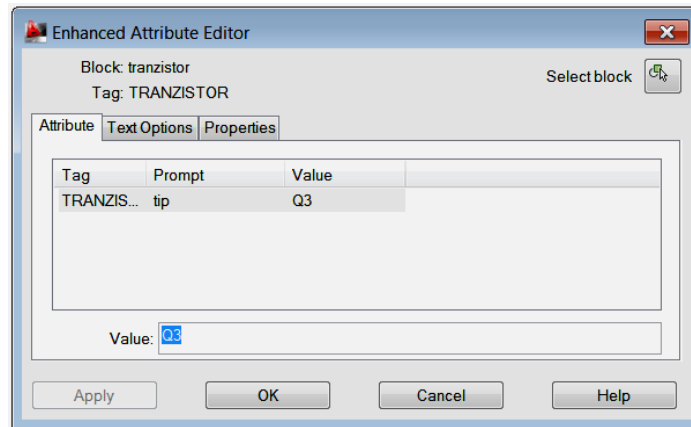 Enhanced Attribute Editor
Block: tranzistor
Tag: TRANZISTOR
Select block
Attribute Text Options Properties
Tag Prompt Value
TRANZIS... tip Q3
Value: Q3
Apply OK Cancel Help